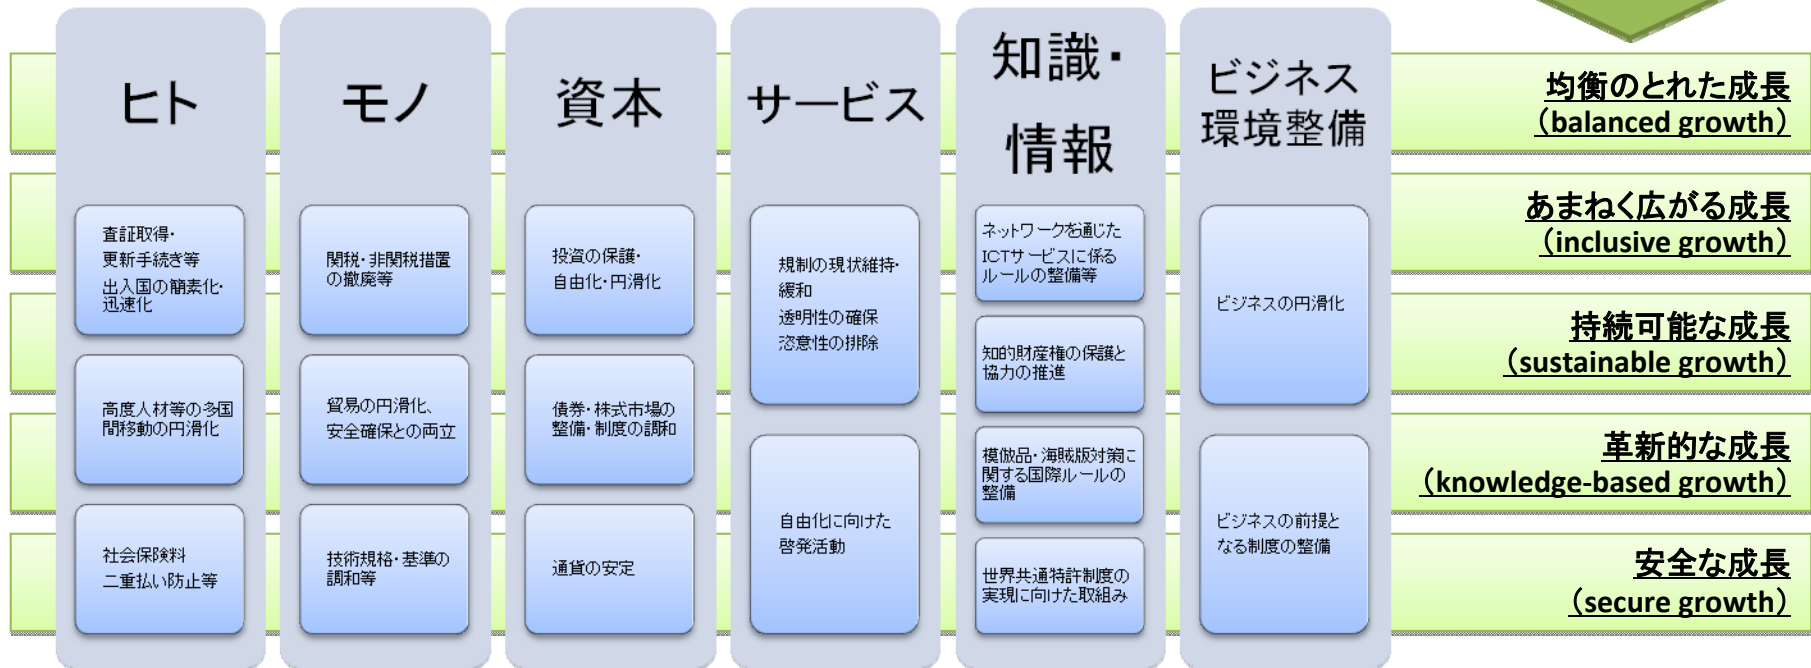 ヒト
査証取得・
更新手続き等
出入国の簡素化・
迅速化
高度人材等の多国
間移動の円滑化
社会保険料
二重払い防止等
モノ
関税・非関税措置
の撤廃等
貿易の円滑化、
安全確保との両立
技術規格・基準の
調和等
資本
投資の保護・
自由化・円滑化
債券・株式市場の
整備・制度の調和
通貨の安定
サービス
規制の現状維持・
緩和
透明性の確保
恣意性の排除
自由化に向けた
啓発活動
知識・
情報
ネットワークを通じた
ICTサービスに係る
ルールの整備等
知的財産権の保護と
協力の推進
模倣品・海賊版対策に
関する国際ルールの
整備
世界共通特許制度の
実現に向けた取組み
ビジネス
環境整備
ビジネスの円滑化
ビジネスの前提と
なる制度の整備
均衡のとれた成長
（balanced growth）
あまねく広がる成長
（inclusive growth）
持続可能な成長
（sustainable growth）
革新的な成長
（knowledge-based growth）
安全な成長
（secure growth）